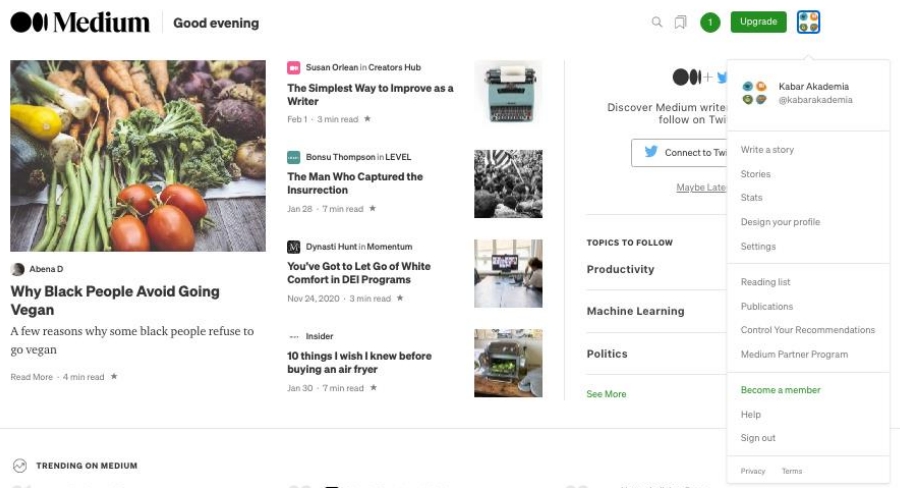 Medium
Good evening
1
Upgrade
Abena D
Why Black People Avoid Going
Vegan
A few reasons why some black people refuse to
go vegan
Read More · 4 min read ★
Susan Orlean in Creators Hub
The Simplest Way to Improve as a
Writer
Feb 1 · 3 min read ★
Bonsu Thompson in LEVEL
The Man Who Captured the
Insurrection
Jan 28 · 7 min read ★
Dynasti Hunt in Momentum
You've Got to Let Go of White
Comfort in DEI Programs
Nov 24, 2020 · 3 min read ★
Insider
10 things I wish I knew before
buying an air fryer
Jan 30 · 7 min read ★
Discover Medium write
follow on Twi
Connect to Twi
Maybe Late
TOPICS TO FOLLOW
Productivity
Machine Learning
Politics
See More
Kabar Akademia
@kabarakademia
Write a story
Stories
Stats
Design your profile
Settings
Reading list
Publications
Control Your Recommendations
Medium Partner Program
Become a member
Help
Sign out
Privacy Terms
TRENDING ON MEDIUM